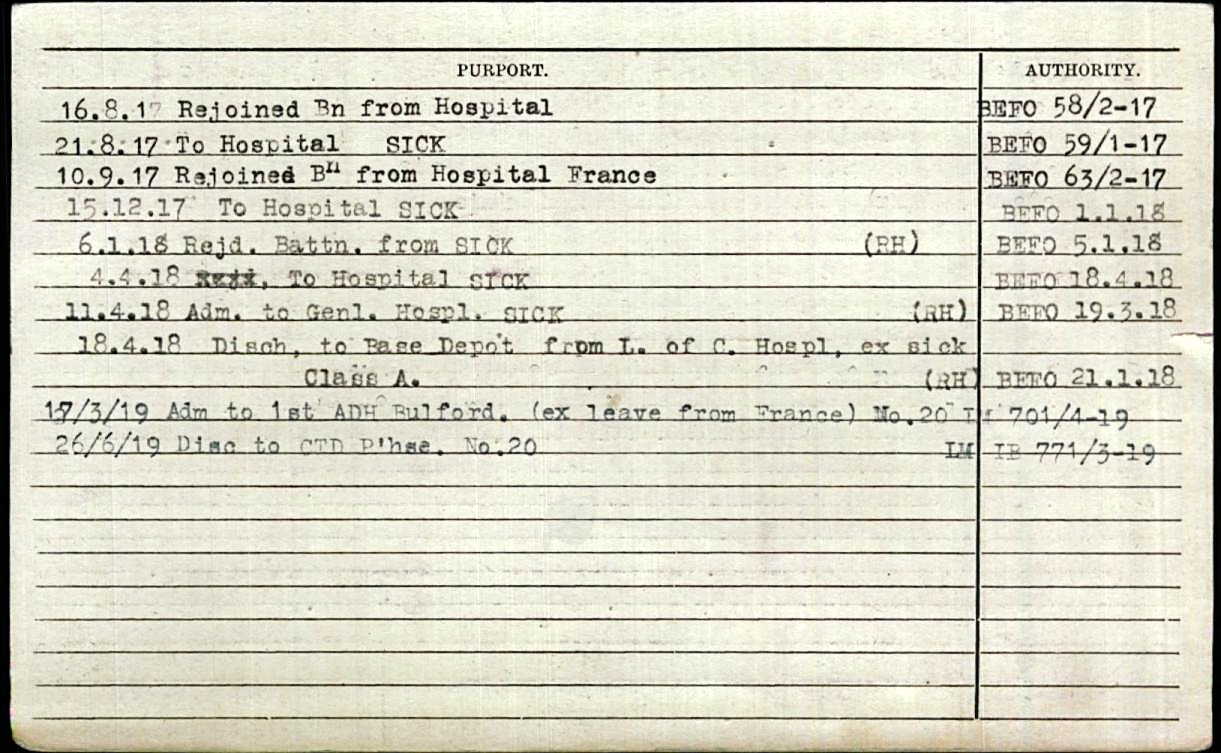 PURPORT. AUTHORITY.
16.8.17 Rejoined Bn from Hospital BEFO 58/2-17
21.8.17 To Hospital SICK BEFO 59/1-17
10.9.17 Rejoined Bn from Hospital France BEFO 63/2-17
15.12.17 To Hospital SICK BEFO 1.1.18
6.1.18 Rejd. Battn. from SICK (RH) BEFO 5.1.18
4.4.18 To Hospital SICK BEFO 18.4.18
11.4.18 Adm. to Genl. Hospl. SICK (RH) BEFO 19.3.18
18.4.18 Disch, to Base Depot from L. of C. Hospl, ex sick
Class A. (RH) BEFO 21.1.18
/3/19 Adm to 1st ADH Bulford. (ex leave from France) No.20 LM 701/4-19
26/6/19 Disc to CTD P'hse. No.20 LM IB 771/3-19